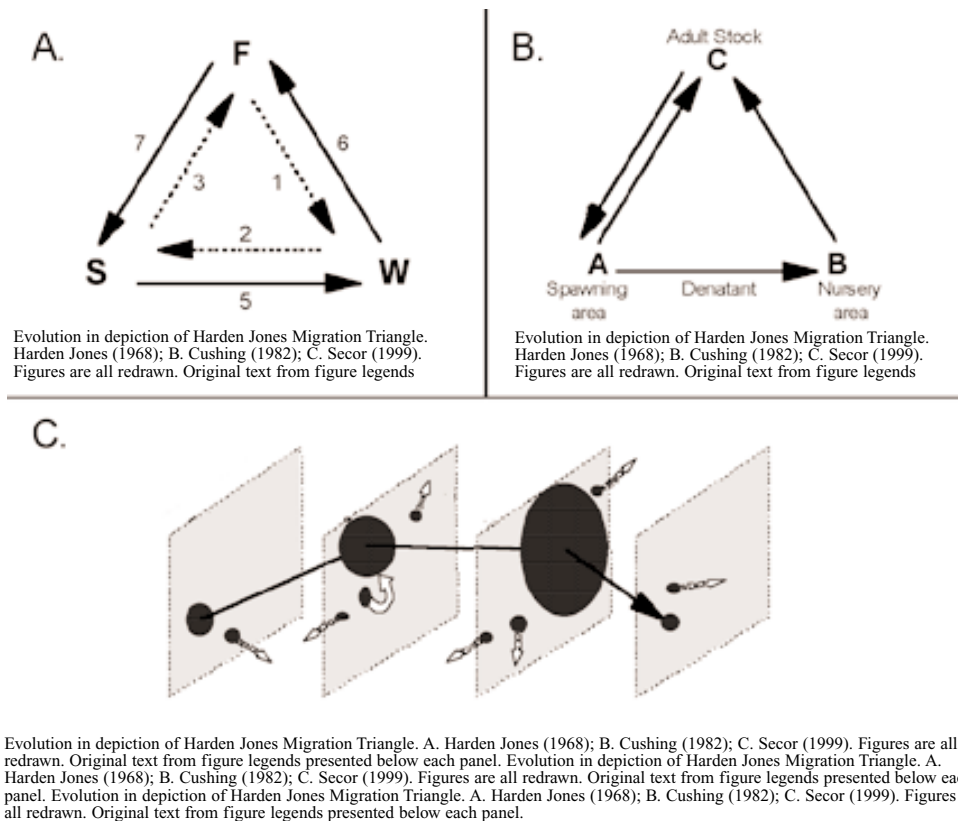 A.
F
7
6
3
1
2
S
W
5
Evolution in depiction of Harden Jones Migration Triangle.
Harden Jones (1968); B. Cushing (1982); C. Secor (1999).
Figures are all redrawn. Original text from figure legends
B.
Adult Stock
C
A
B
Spawning
area
Denatant
Nursery
area
Evolution in depiction of Harden Jones Migration Triangle.
Harden Jones (1968); B. Cushing (1982); C. Secor (1999).
Figures are all redrawn. Original text from figure legends
C.
Evolution in depiction of Harden Jones Migration Triangle. A. Harden Jones (1968); B. Cushing (1982); C. Secor (1999). Figures are all
redrawn. Original text from figure legends presented below each panel. Evolution in depiction of Harden Jones Migration Triangle. A.
Harden Jones (1968); B. Cushing (1982); C. Secor (1999). Figures are all redrawn. Original text from figure legends presented below
panel. Evolution in depiction of Harden Jones Migration Triangle. A. Harden Jones (1968); B. Cushing (1982); C. Secor (1999). Figures
all redrawn. Original text from figure legends presented below each panel.